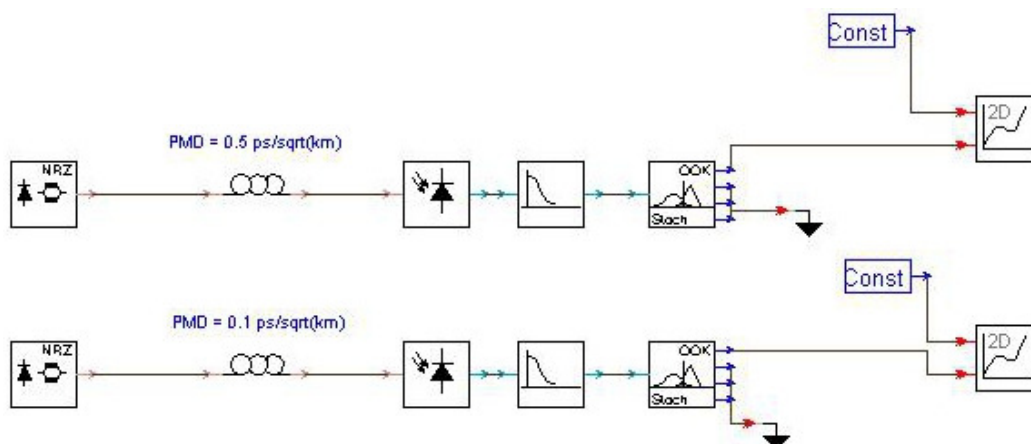 Const
2D
PMD = 0.5 ps/sqrt(km)
NRZ
OOK
Stoch
Const
PMD = 0.1 ps/sqrt(km)
2D
NRZ
OOK
Stoch